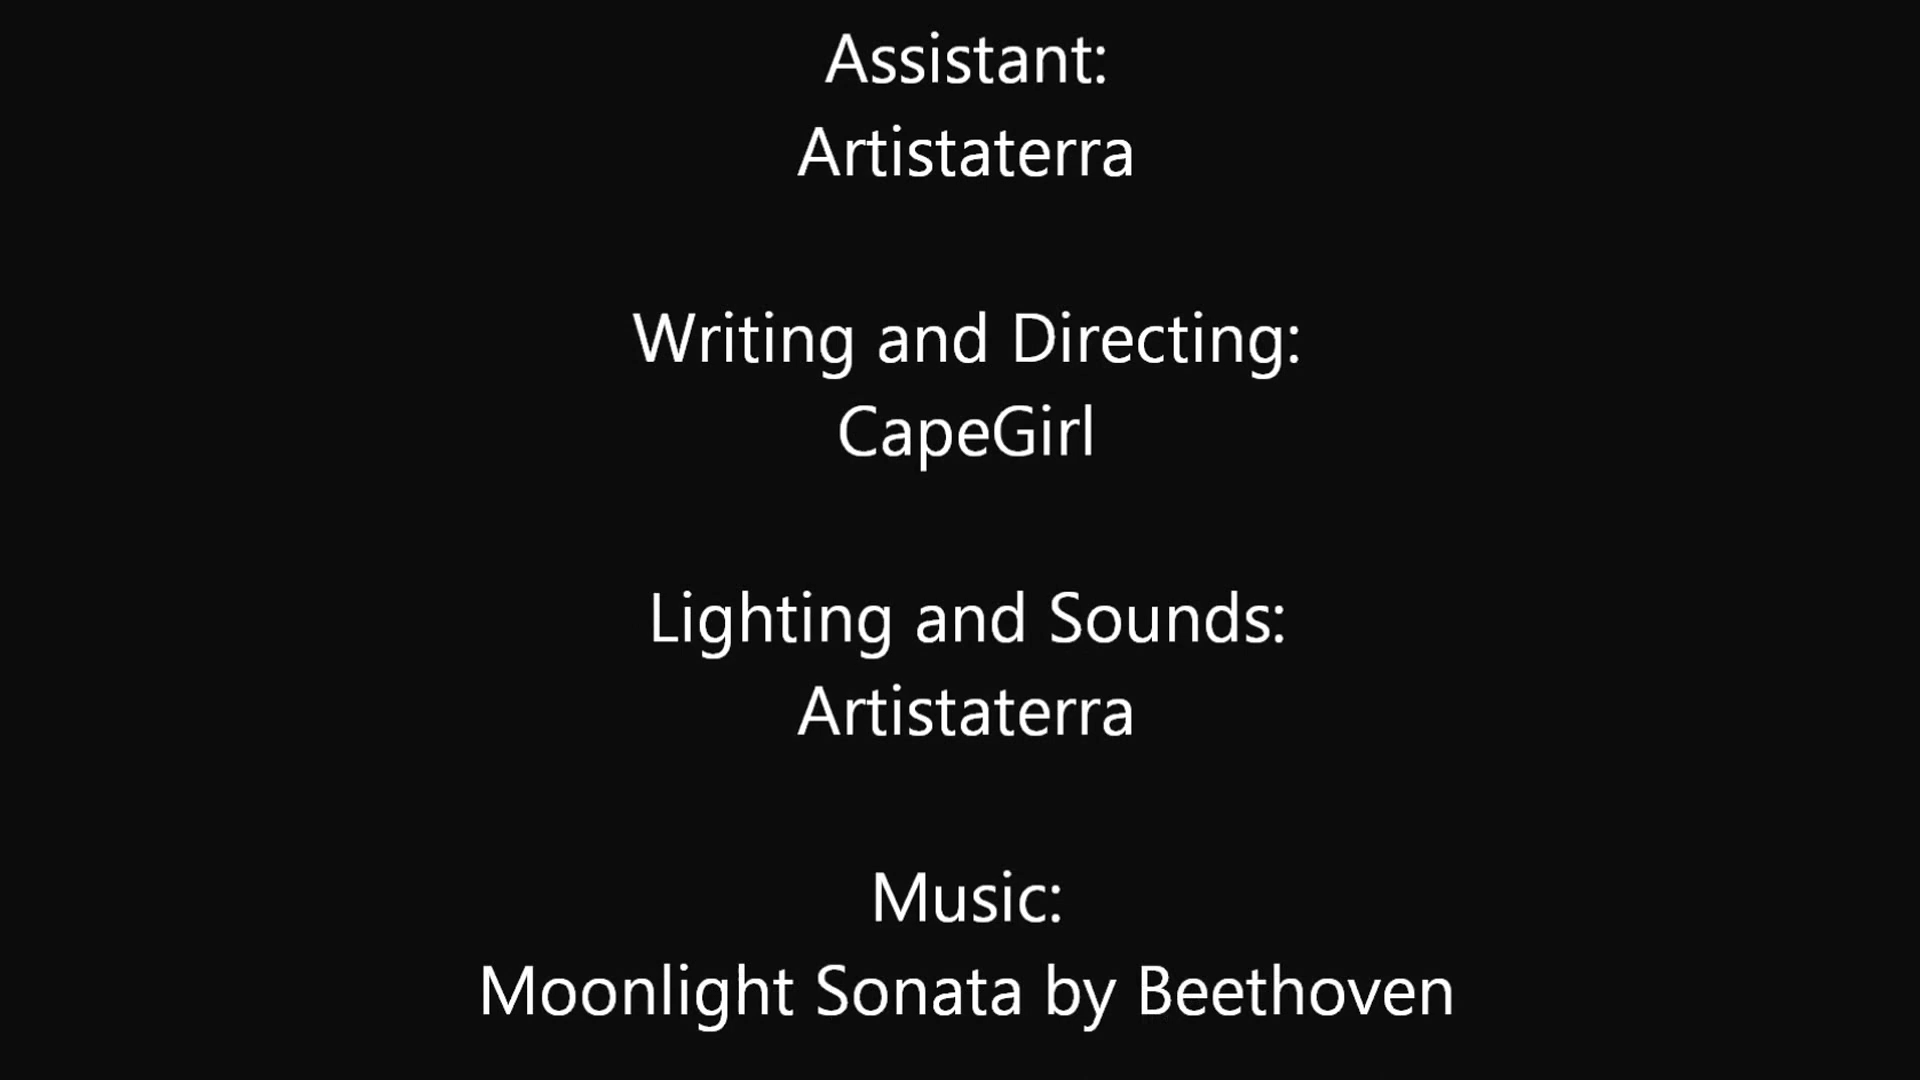 Assistant:
Artistaterra
Writing and Directing:
CapeGirl
Lighting and Sounds:
Artistaterra
Music:
Moonlight Sonata by Beethoven